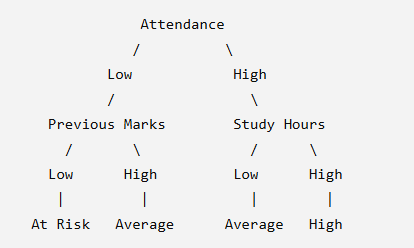 Attendance
/ \
Low High
/ \
Previous Marks Study Hours
/ \ / \
Low High Low High
| | | |
At Risk Average Average High